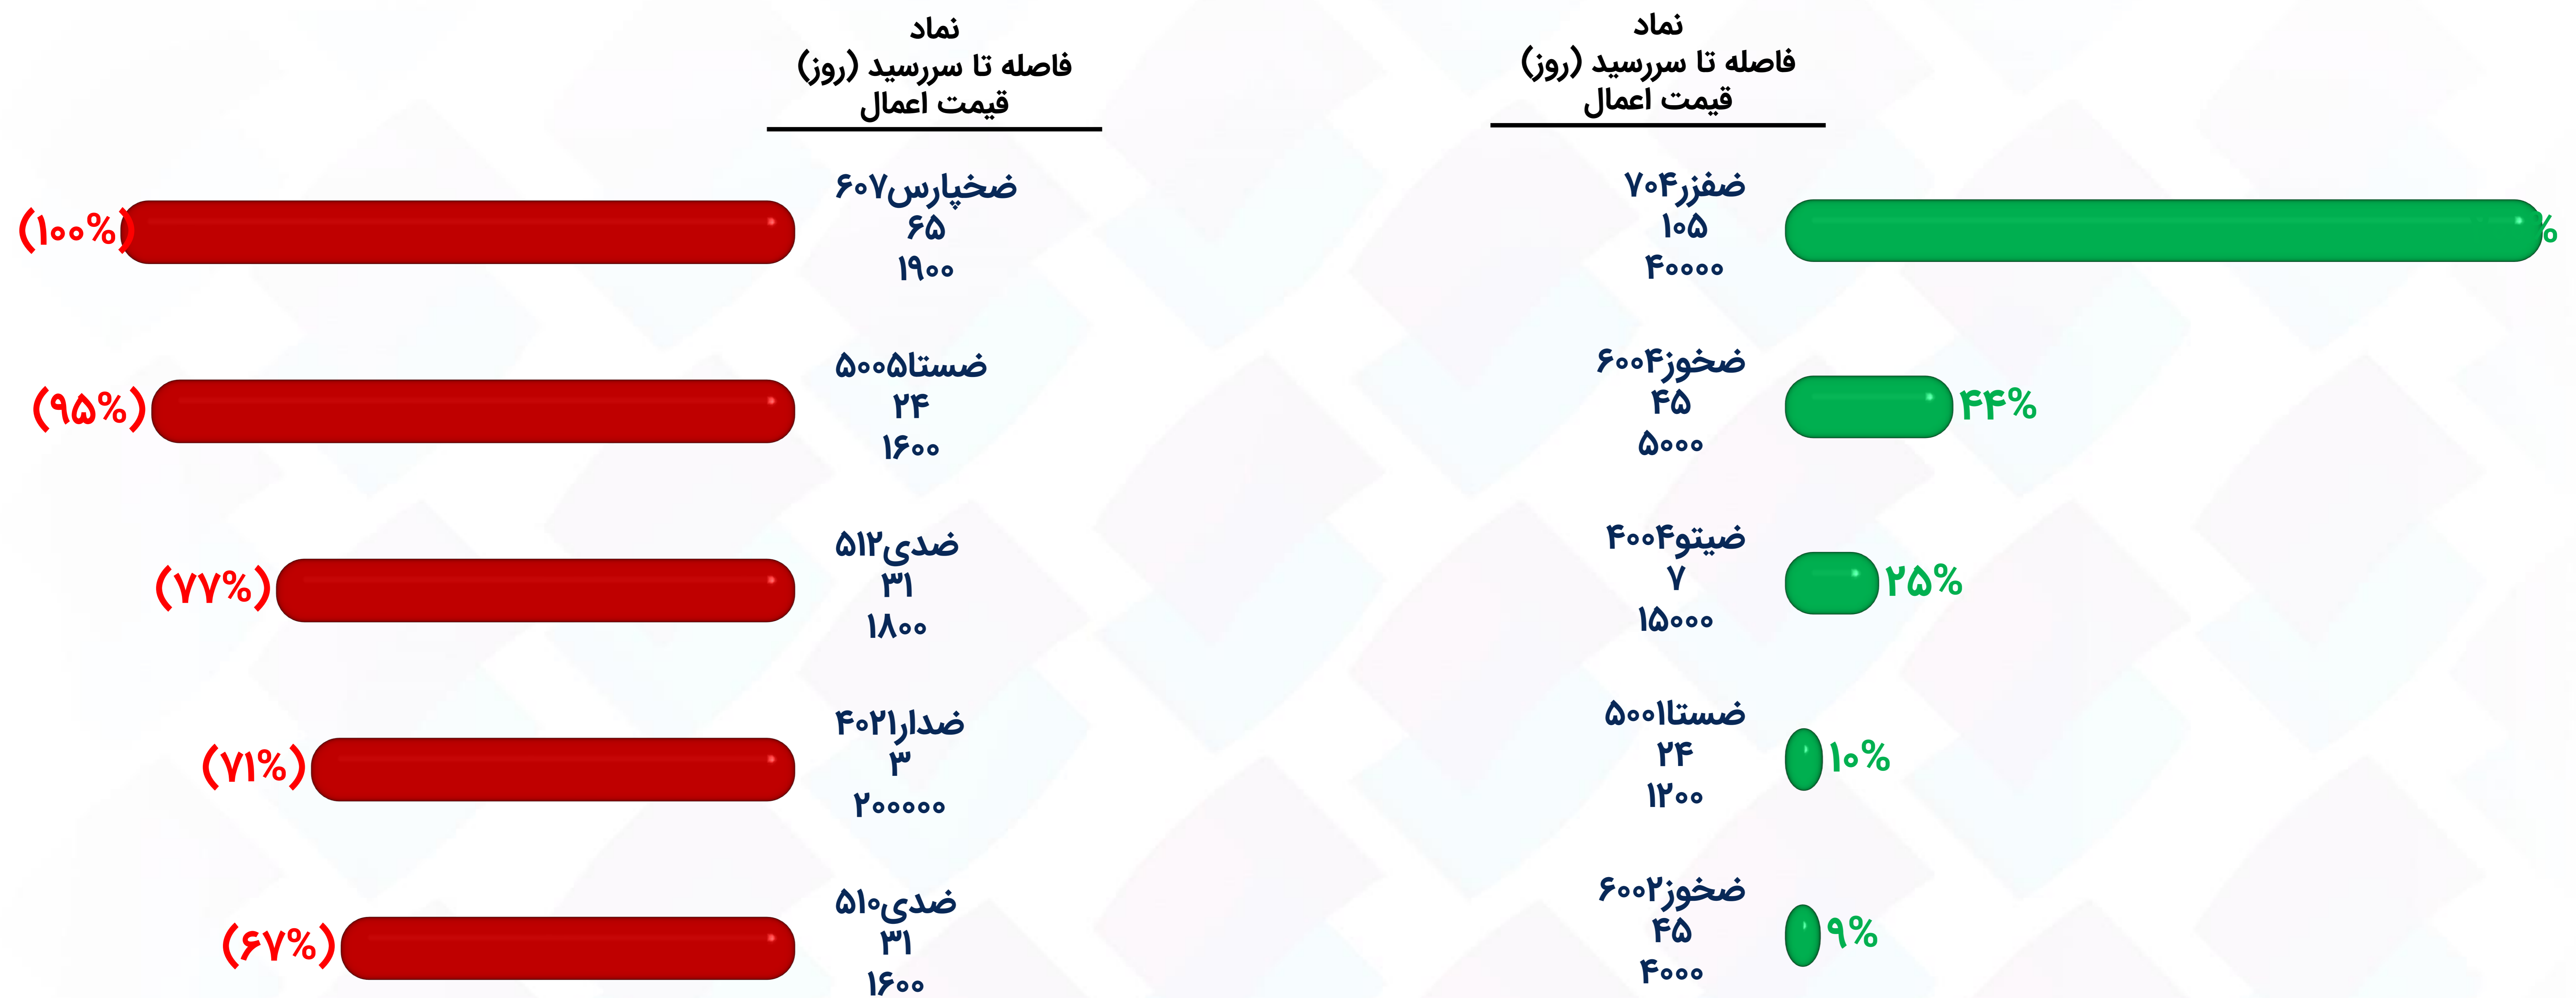 نماد
فاصله تا سررسید (روز)
قیمت اعمال
ضفزر۷۰۴
۱۰۵
۴۰۰۰۰
%
ضخوز۶۰۰۴
۴۵
۵۰۰۰
۴۴%
ضیتو۴۰۰۴
۷
۱۵۰۰۰
۲۵%
ضستا۵۰۰۱
۲۴
۱۲۰۰
۱۰%
ضخوز۶۰۰۲
۴۵
۴۰۰۰
۹%
نماد
فاصله تا سررسید (روز)
قیمت اعمال
ضخپارس۶۰۷
۶۵
۱۹۰۰
(۱۰۰%)
ضستا۵۰۰۵
۲۴
۱۶۰۰
(۹۵%)
ضدی۵۱۲
۳۱
۱۸۰۰
(۷۷%)
ضدار۴۰۲۱
۳
۲۰۰۰۰۰
(۷۱%)
ضدی۵۱۰
۳۱
۱۶۰۰
(۶۷%)